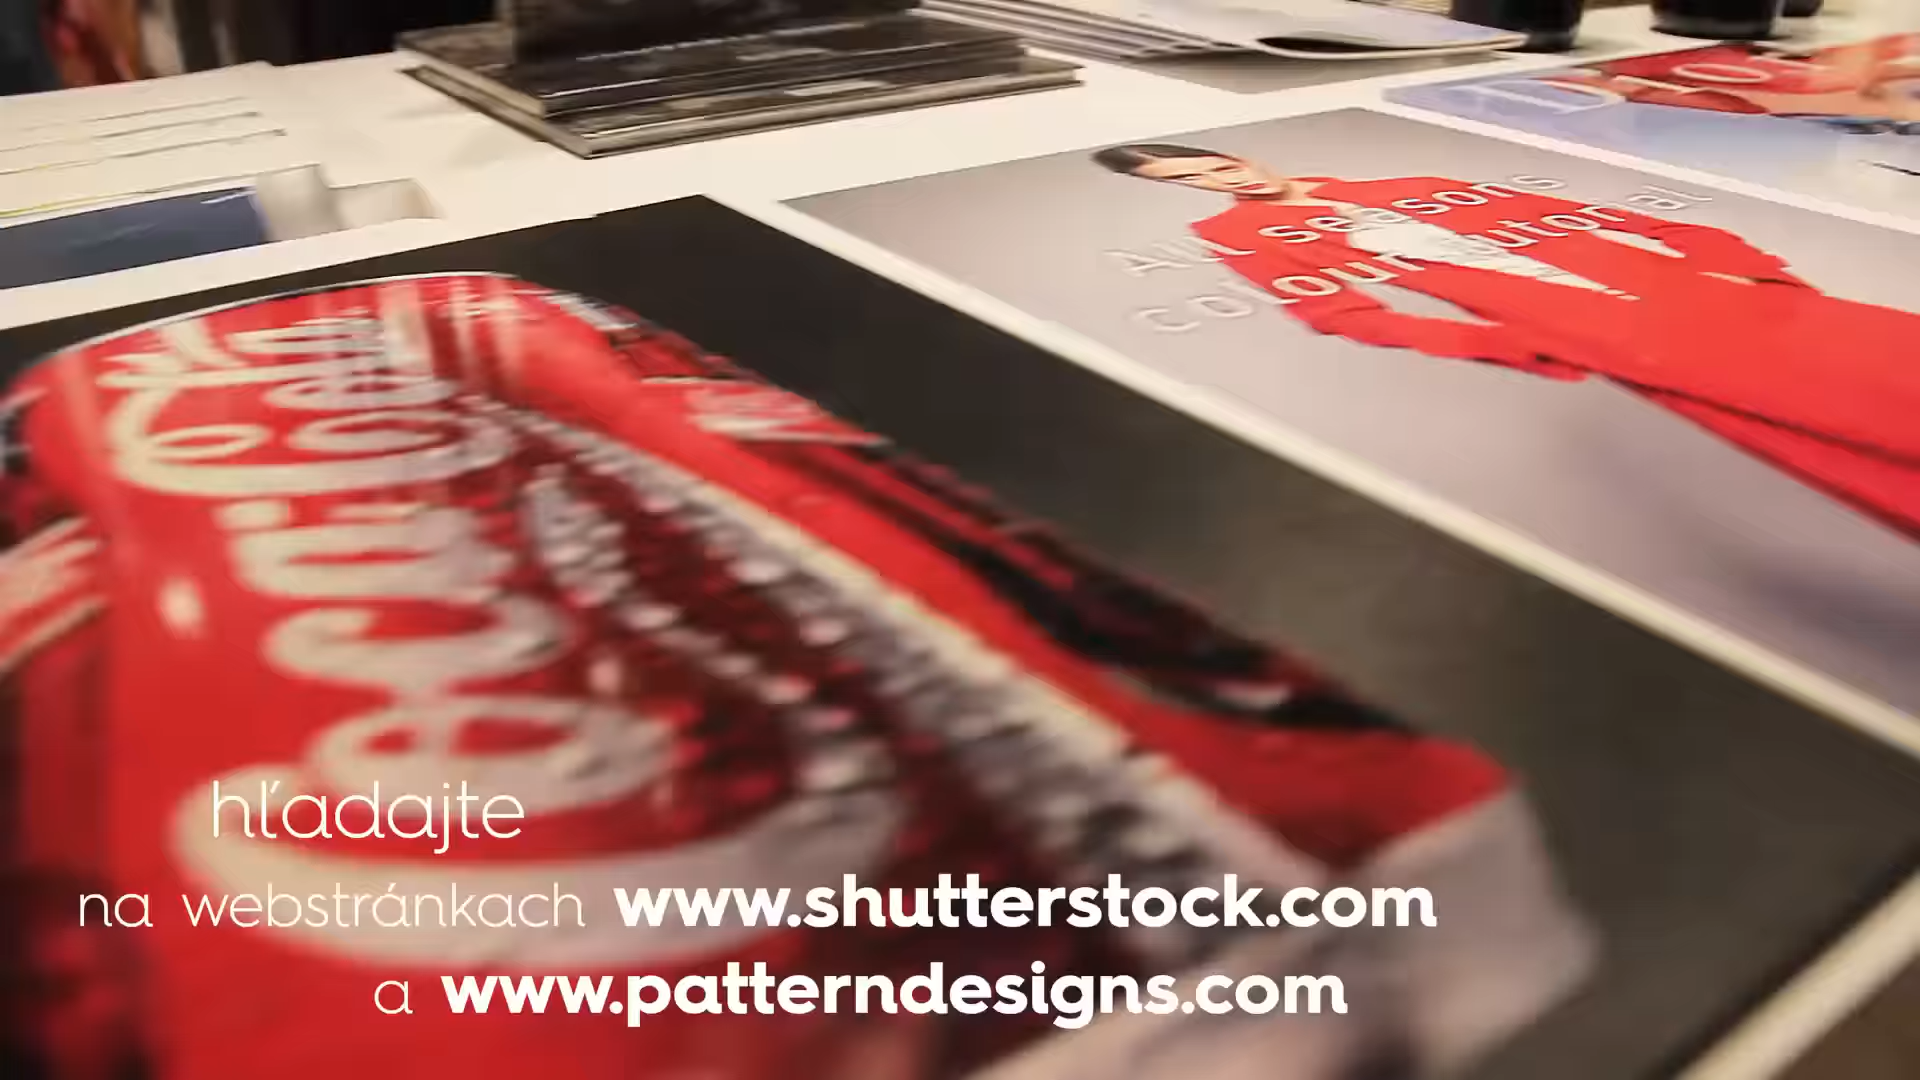 All seasons
colour tutorial
Coca-Cola
hľadajte
na webstránkach www.shutterstock.com
a www.patterndesigns.com